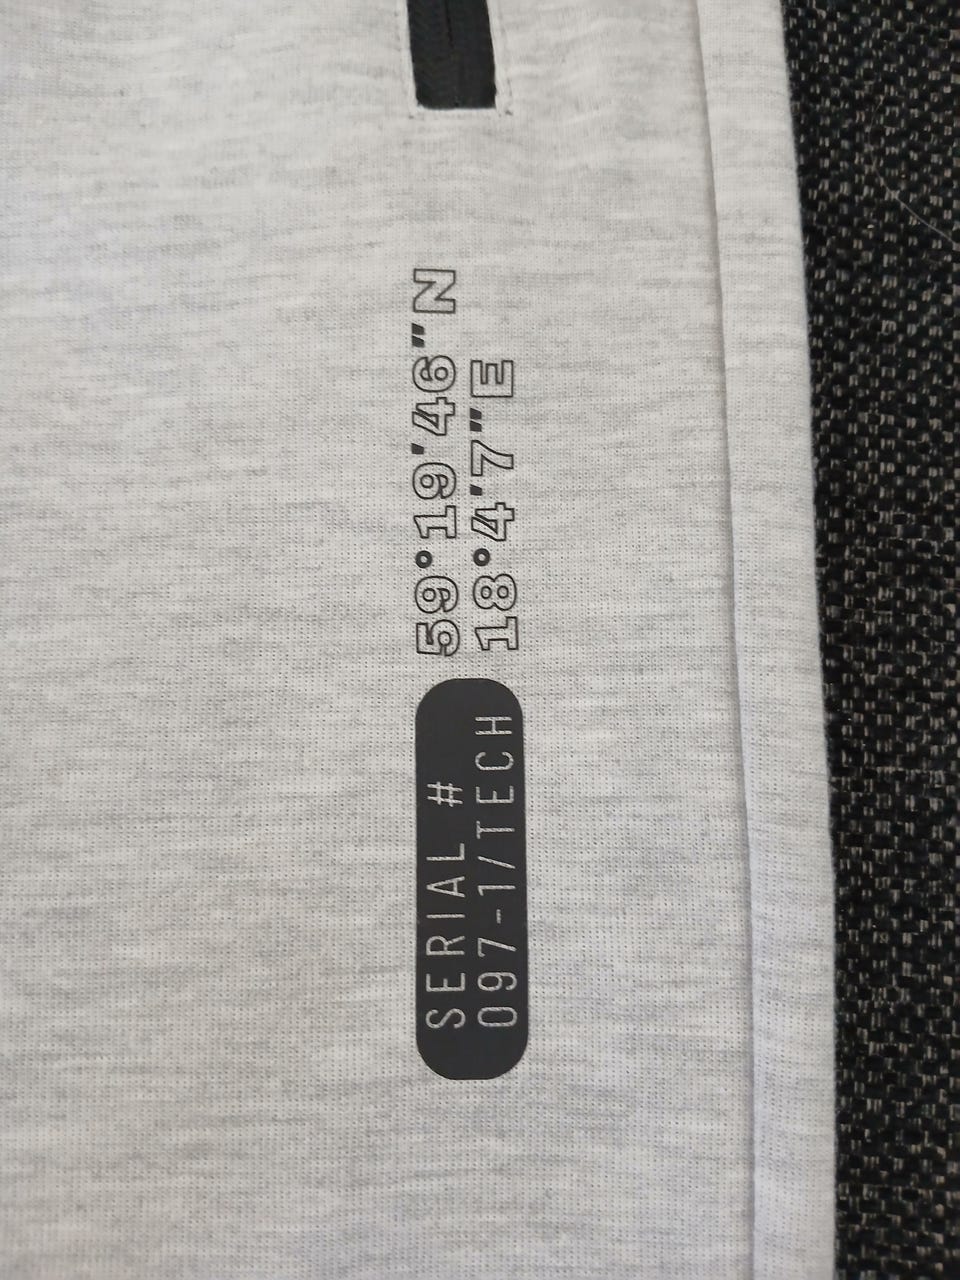 59°19'46"N
18°4'7"E
SERIAL #
097-1/TECH